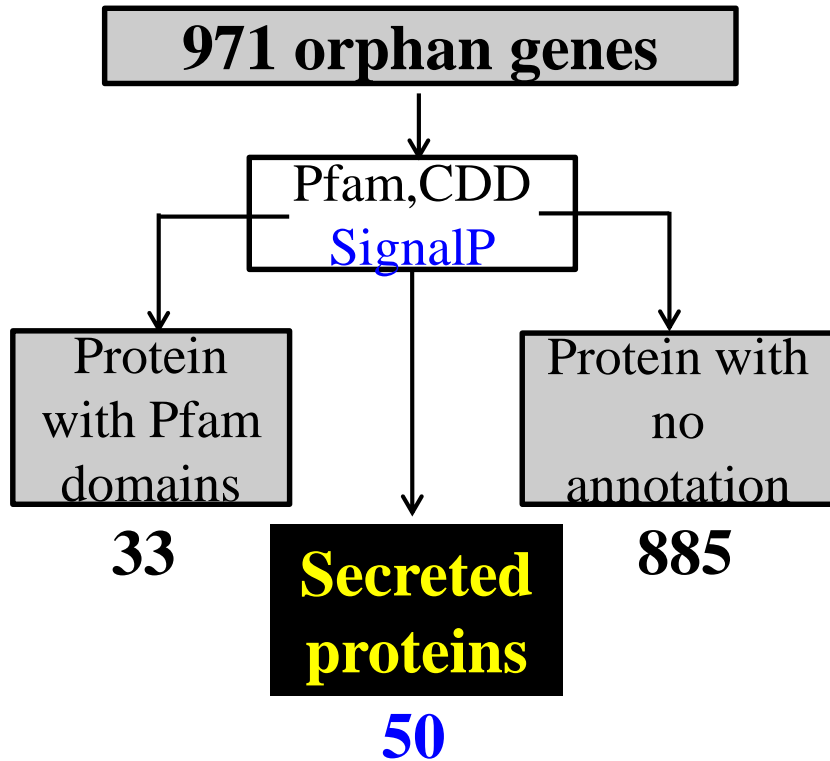 971 orphan genes
Pfam,CDD
SignalP
Protein
with Pfam
domains
33
Secreted
proteins
50
Protein with
no
annotation
885